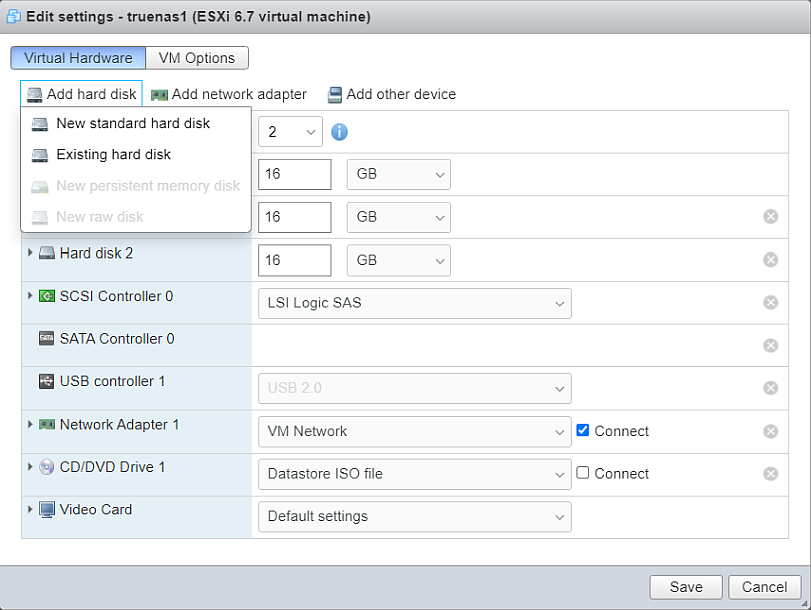 Edit settings - truenas1 (ESXi 6.7 virtual machine)
Virtual Hardware VM Options
Add hard disk Add network adapter Add other device
New standard hard disk
2
Existing hard disk
16 GB
New persistent memory disk
New raw disk
16 GB
Hard disk 2 16 GB
SCSI Controller 0 LSI Logic SAS
SATA Controller 0
USB controller 1 USB 2.0
Network Adapter 1 VM Network Connect
CD/DVD Drive 1 Datastore ISO file Connect
Video Card Default settings
Save Cancel